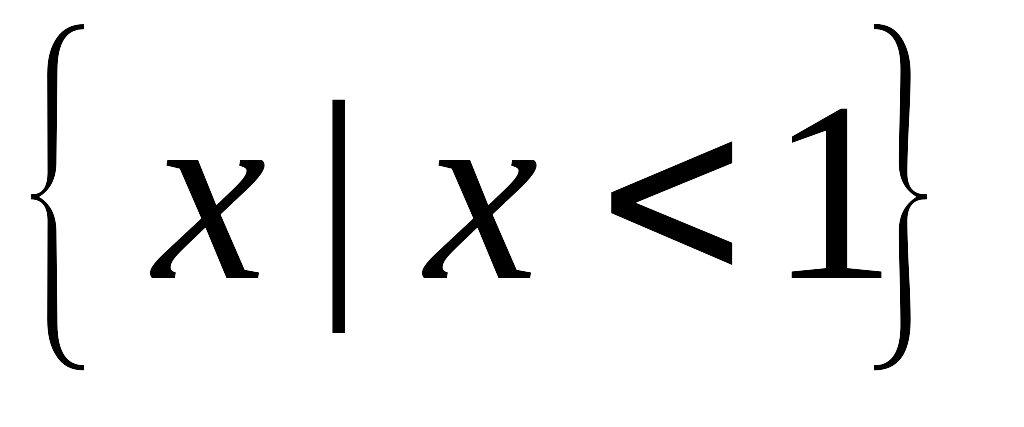 {x | x < 1}